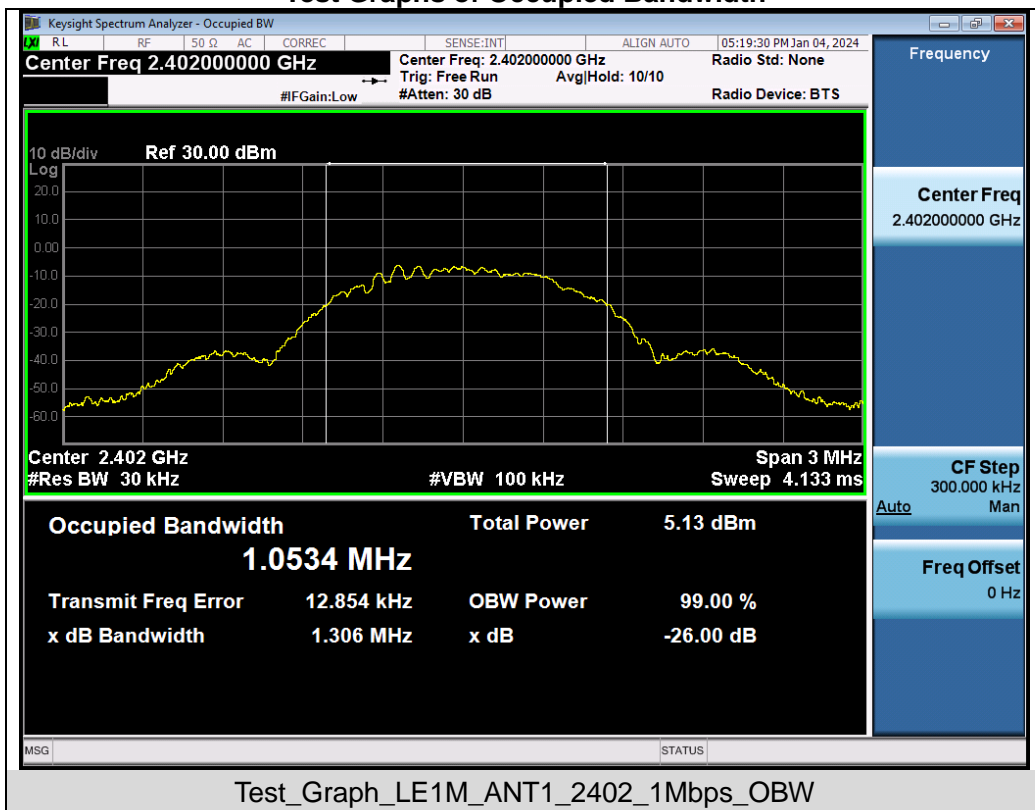 Test Graphs of Occupied Bandwidth
Keysight Spectrum Analyzer - Occupied BW
LXI RL RF 50 Ω AC CORREC SENSE:INT ALIGN AUTO 05:19:30 PM Jan 04, 2024
Center Freq 2.402000000 GHz
Center Freq: 2.402000000 GHz
Radio Std: None
Trig: Free Run Avg|Hold: 10/10
#IFGain:Low #Atten: 30 dB Radio Device: BTS
10 dB/div Ref 30.00 dBm
Log
20.0
10.0
0.00
-10.0
-20.0
-30.0
-40.0
-50.0
-60.0
Center 2.402 GHz Span 3 MHz
#Res BW 30 kHz #VBW 100 kHz Sweep 4.133 ms
Occupied Bandwidth Total Power 5.13 dBm
1.0534 MHz
Transmit Freq Error 12.854 kHz OBW Power 99.00 %
x dB Bandwidth 1.306 MHz x dB -26.00 dB
Frequency
Center Freq
2.402000000 GHz
CF Step
300.000 kHz
Auto Man
Freq Offset
0 Hz
MSG STATUS
Test_Graph_LE1M_ANT1_2402_1Mbps_OBW